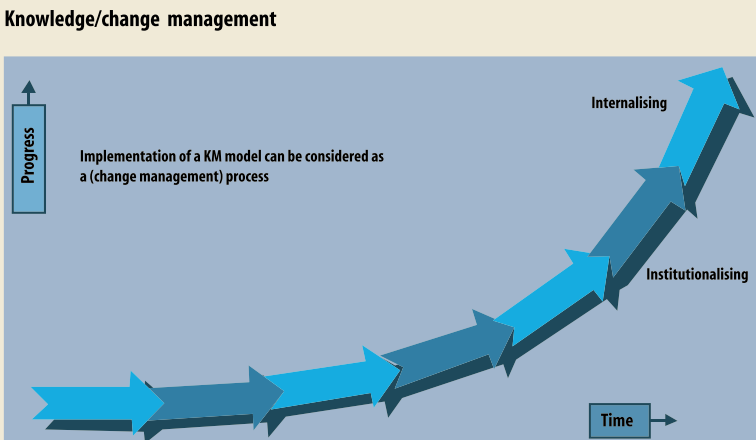 Knowledge/change management
Progress
Implementation of a KM model can be considered as
a (change management) process
Internalising
Institutionalising
Time